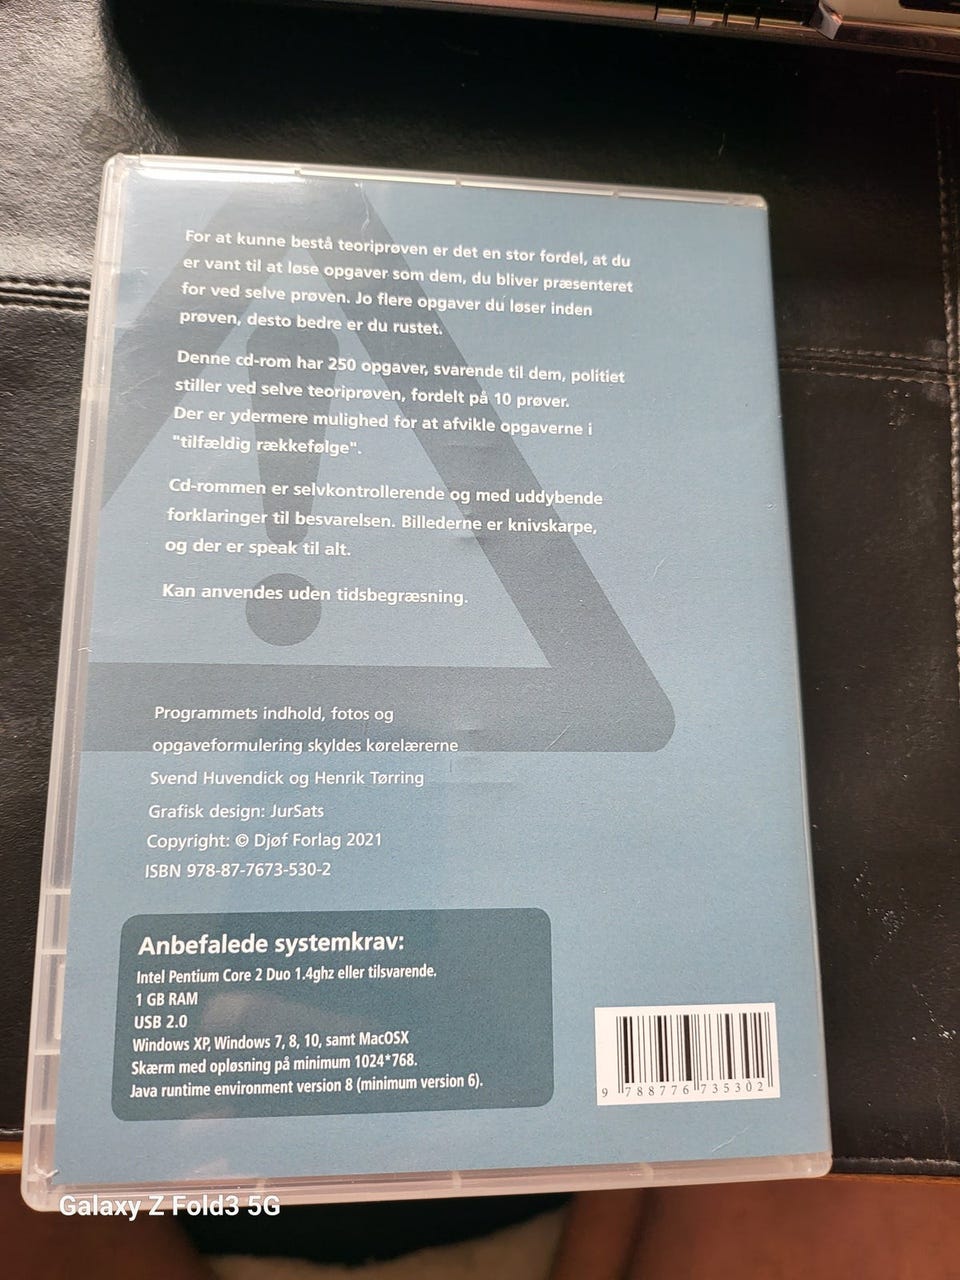 For at kunne bestå teoriprøven er det en stor fordel, at du
er vant til at løse opgaver som dem, du bliver præsenteret
for ved selve prøven. Jo flere opgaver du løser inden
prøven, desto bedre er du rustet.
Denne cd-rom har 250 opgaver, svarende til dem, politiet
stiller ved selve teoriprøven, fordelt på 10 prøver.
Der er ydermere mulighed for at afvikle opgaverne i
"tilfældig rækkefølge".
Cd-rommen er selvkontrollerende og med uddybende
forklaringer til besvarelsen. Billederne er knivskarpe,
og der er speak til alt.
Kan anvendes uden tidsbegræsning.
Programmets indhold, fotos og
opgaveformulering skyldes kørelærerne
Svend Huvendick og Henrik Tørring
Grafisk design: JurSats
Copyright: © Djøf Forlag 2021
ISBN 978-87-7673-530-2
Anbefalede systemkrav:
Intel Pentium Core 2 Duo 1.4ghz eller tilsvarende.
1 GB RAM
USB 2.0
Windows XP, Windows 7, 8, 10, samt MacOSX
Skærm med opløsning på minimum 1024*768.
Java runtime environment version 8 (minimum version 6).
9 788776 735302
Galaxy Z Fold3 5G